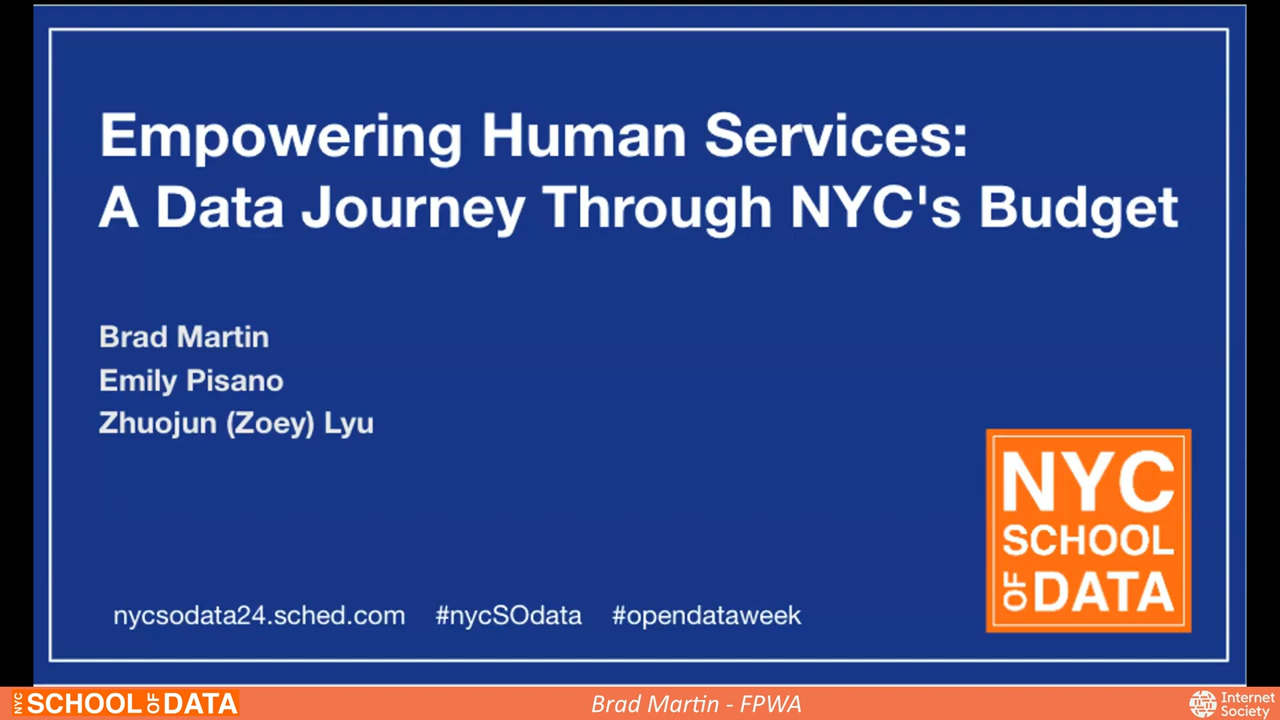 Empowering Human Services:
A Data Journey Through NYC's Budget
Brad Martin
Emily Pisano
Zhuojun (Zoey) Lyu
NYC
SCHOOL
OF DATA
nycsodata24.sched.com #nycSOdata #opendataweek
NYC SCHOOL OF DATA
Brad Martin - FPWA
Internet
Society